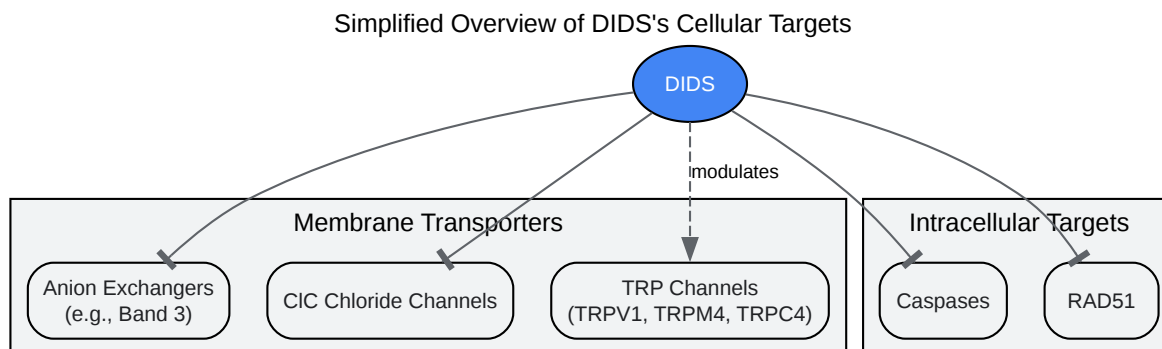 Simplified Overview of DIDS's Cellular Targets
DIDS
modulates
Membrane Transporters
Intracellular Targets
Anion Exchangers
(e.g., Band 3)
ClC Chloride Channels
TRP Channels
(TRPV1, TRPM4, TRPC4)
Caspases
RAD51